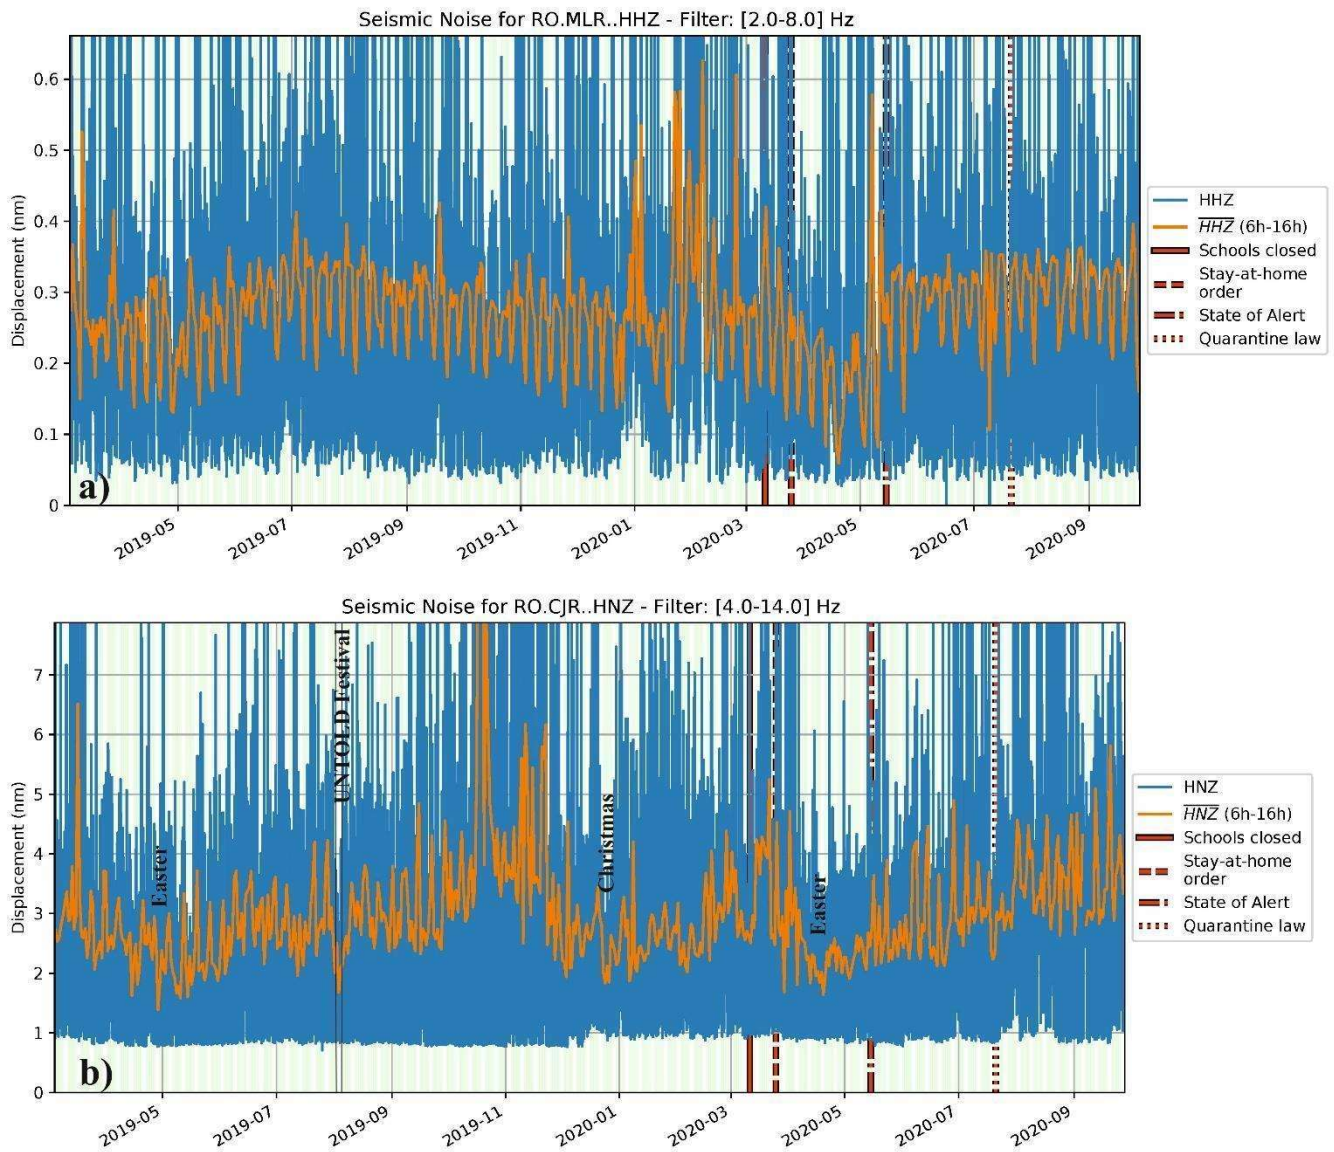 Seismic Noise for RO.MLR..HHZ - Filter: [2.0-8.0] Hz
Displacement (nm)
0.6
0.5
0.4
0.3
0.2
0.1
0
a)
2019-05
2019-07
2019-09
2019-11
2020-01
2020-03
2020-05
2020-07
2020-09
HHZ
HHZ (6h-16h)
Schools closed
Stay-at-home
order
State of Alert
Quarantine law
Seismic Noise for RO.CJR..HNZ - Filter: [4.0-14.0] Hz
Displacement (nm)
7
6
5
4
3
2
1
0
Easter
UNTOLD Festival
Christmas
Easter
b)
2019-05
2019-07
2019-09
2019-11
2020-01
2020-03
2020-05
2020-07
2020-09
HNZ
HNZ (6h-16h)
Schools closed
Stay-at-home
order
State of Alert
Quarantine law